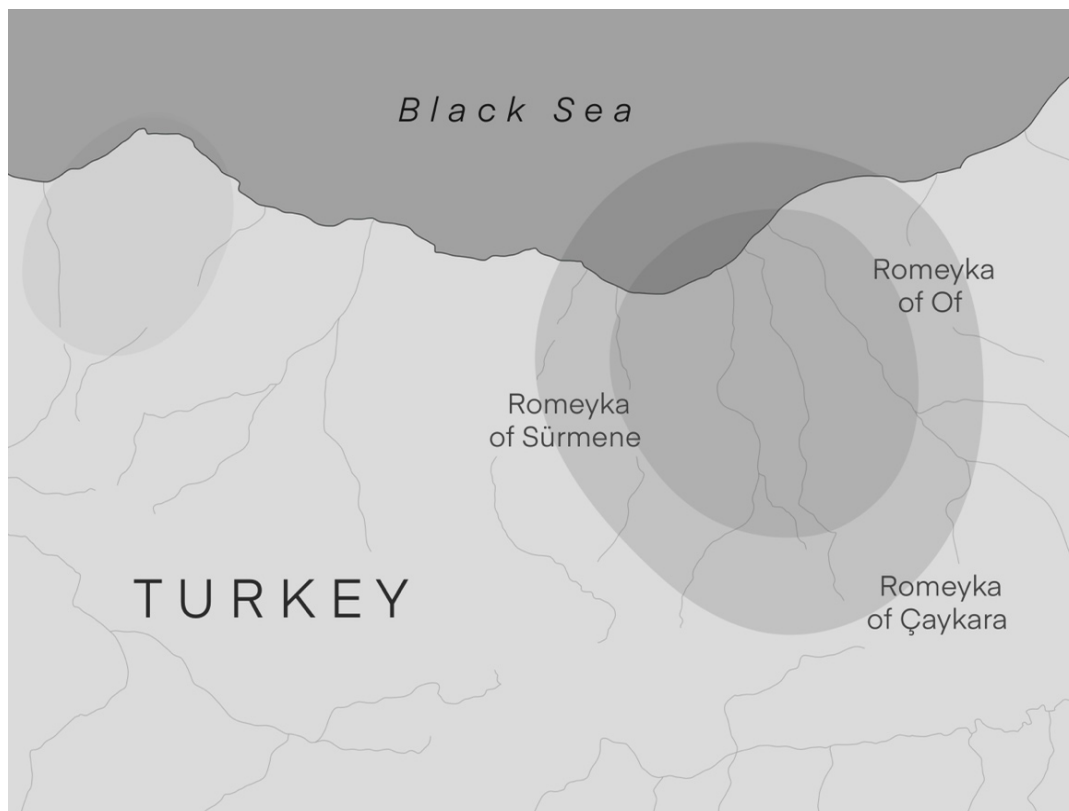 Black Sea
Romeyka
of Of
Romeyka
of Sürmene
TURKEY
Romeyka
of Çaykara